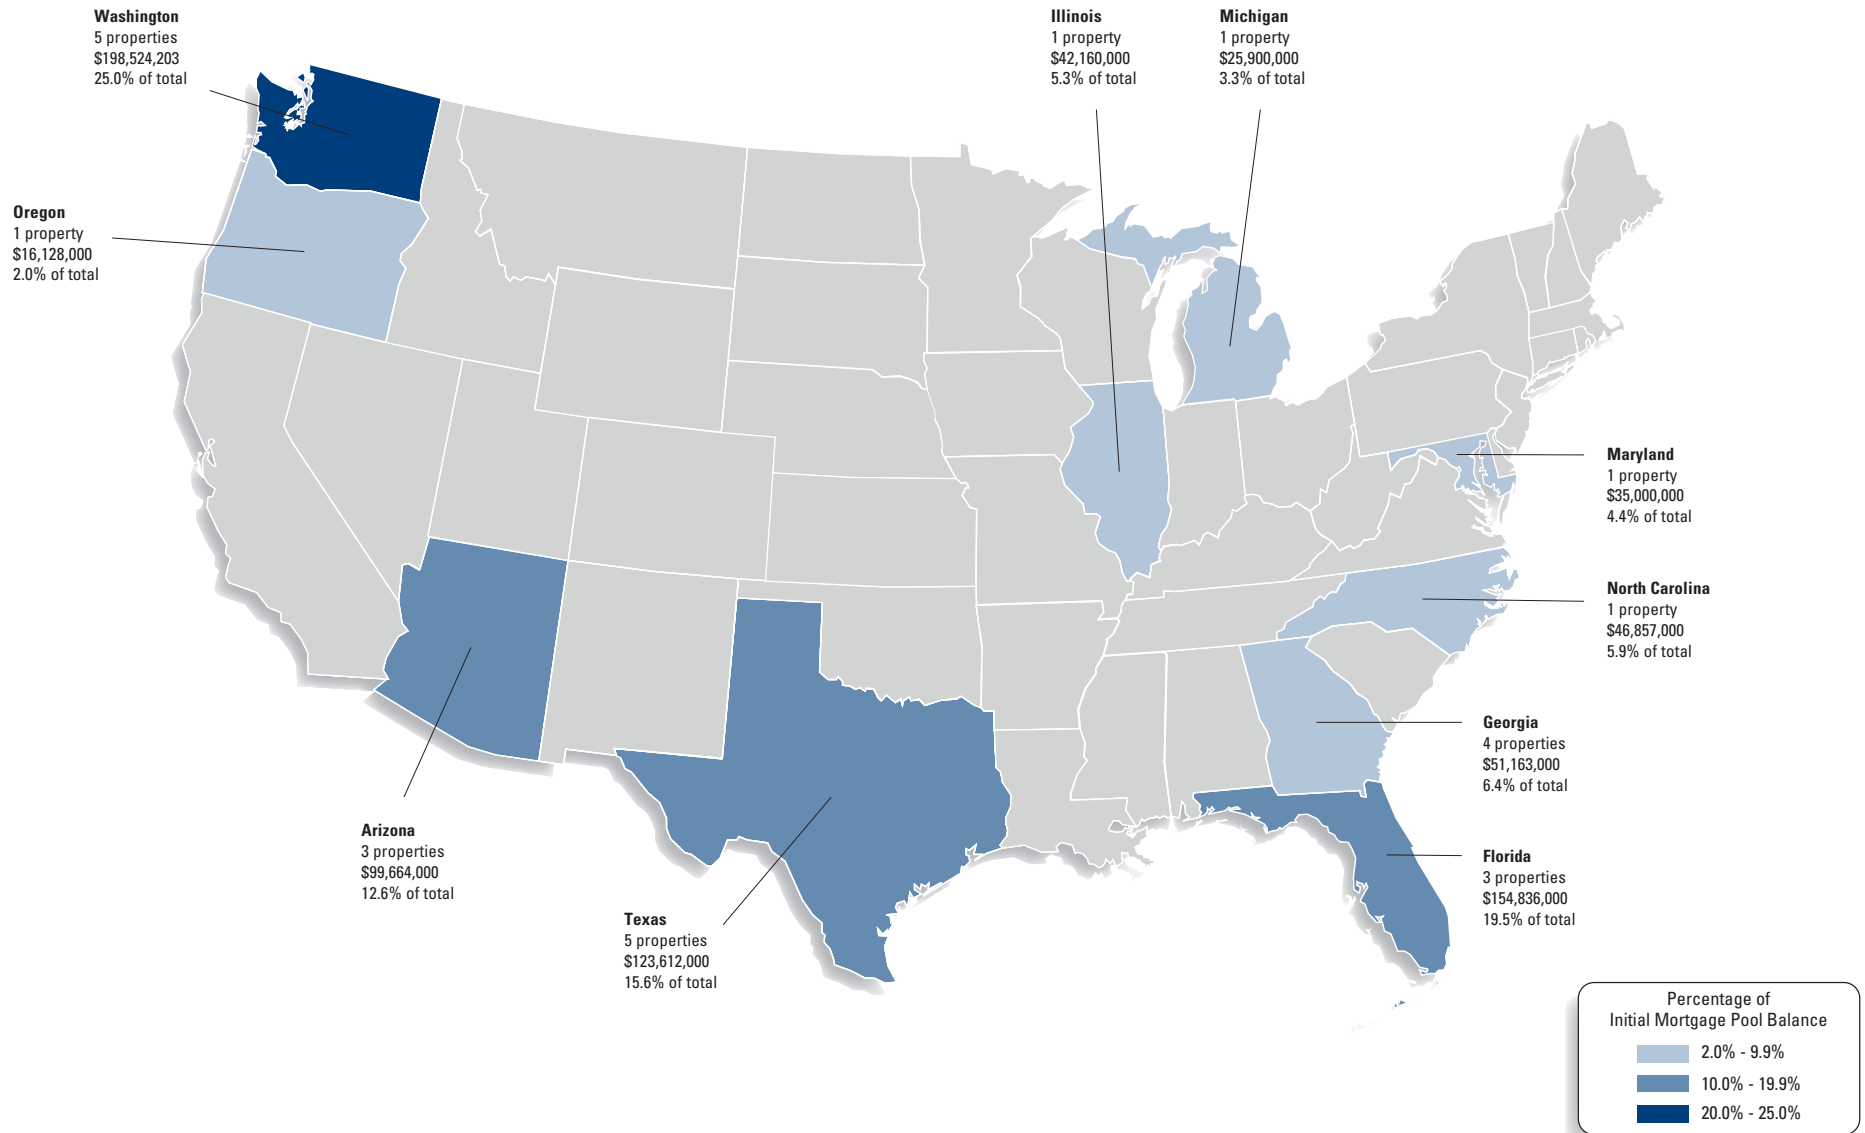 Washington
5 properties
$198,524,203
25.0% of total
Illinois
1 property
$42,160,000
5.3% of total
Michigan
1 property
$25,900,000
3.3% of total
Oregon
1 property
$16,128,000
2.0% of total
Maryland
1 property
$35,000,000
4.4% of total
North Carolina
1 property
$46,857,000
5.9% of total
Georgia
4 properties
$51,163,000
6.4% of total
Arizona
3 properties
$99,664,000
12.6% of total
Florida
3 properties
$154,836,000
19.5% of total
Texas
5 properties
$123,612,000
15.6% of total
Percentage of
Initial Mortgage Pool Balance
2.0% - 9.9%
10.0% - 19.9%
20.0% - 25.0%